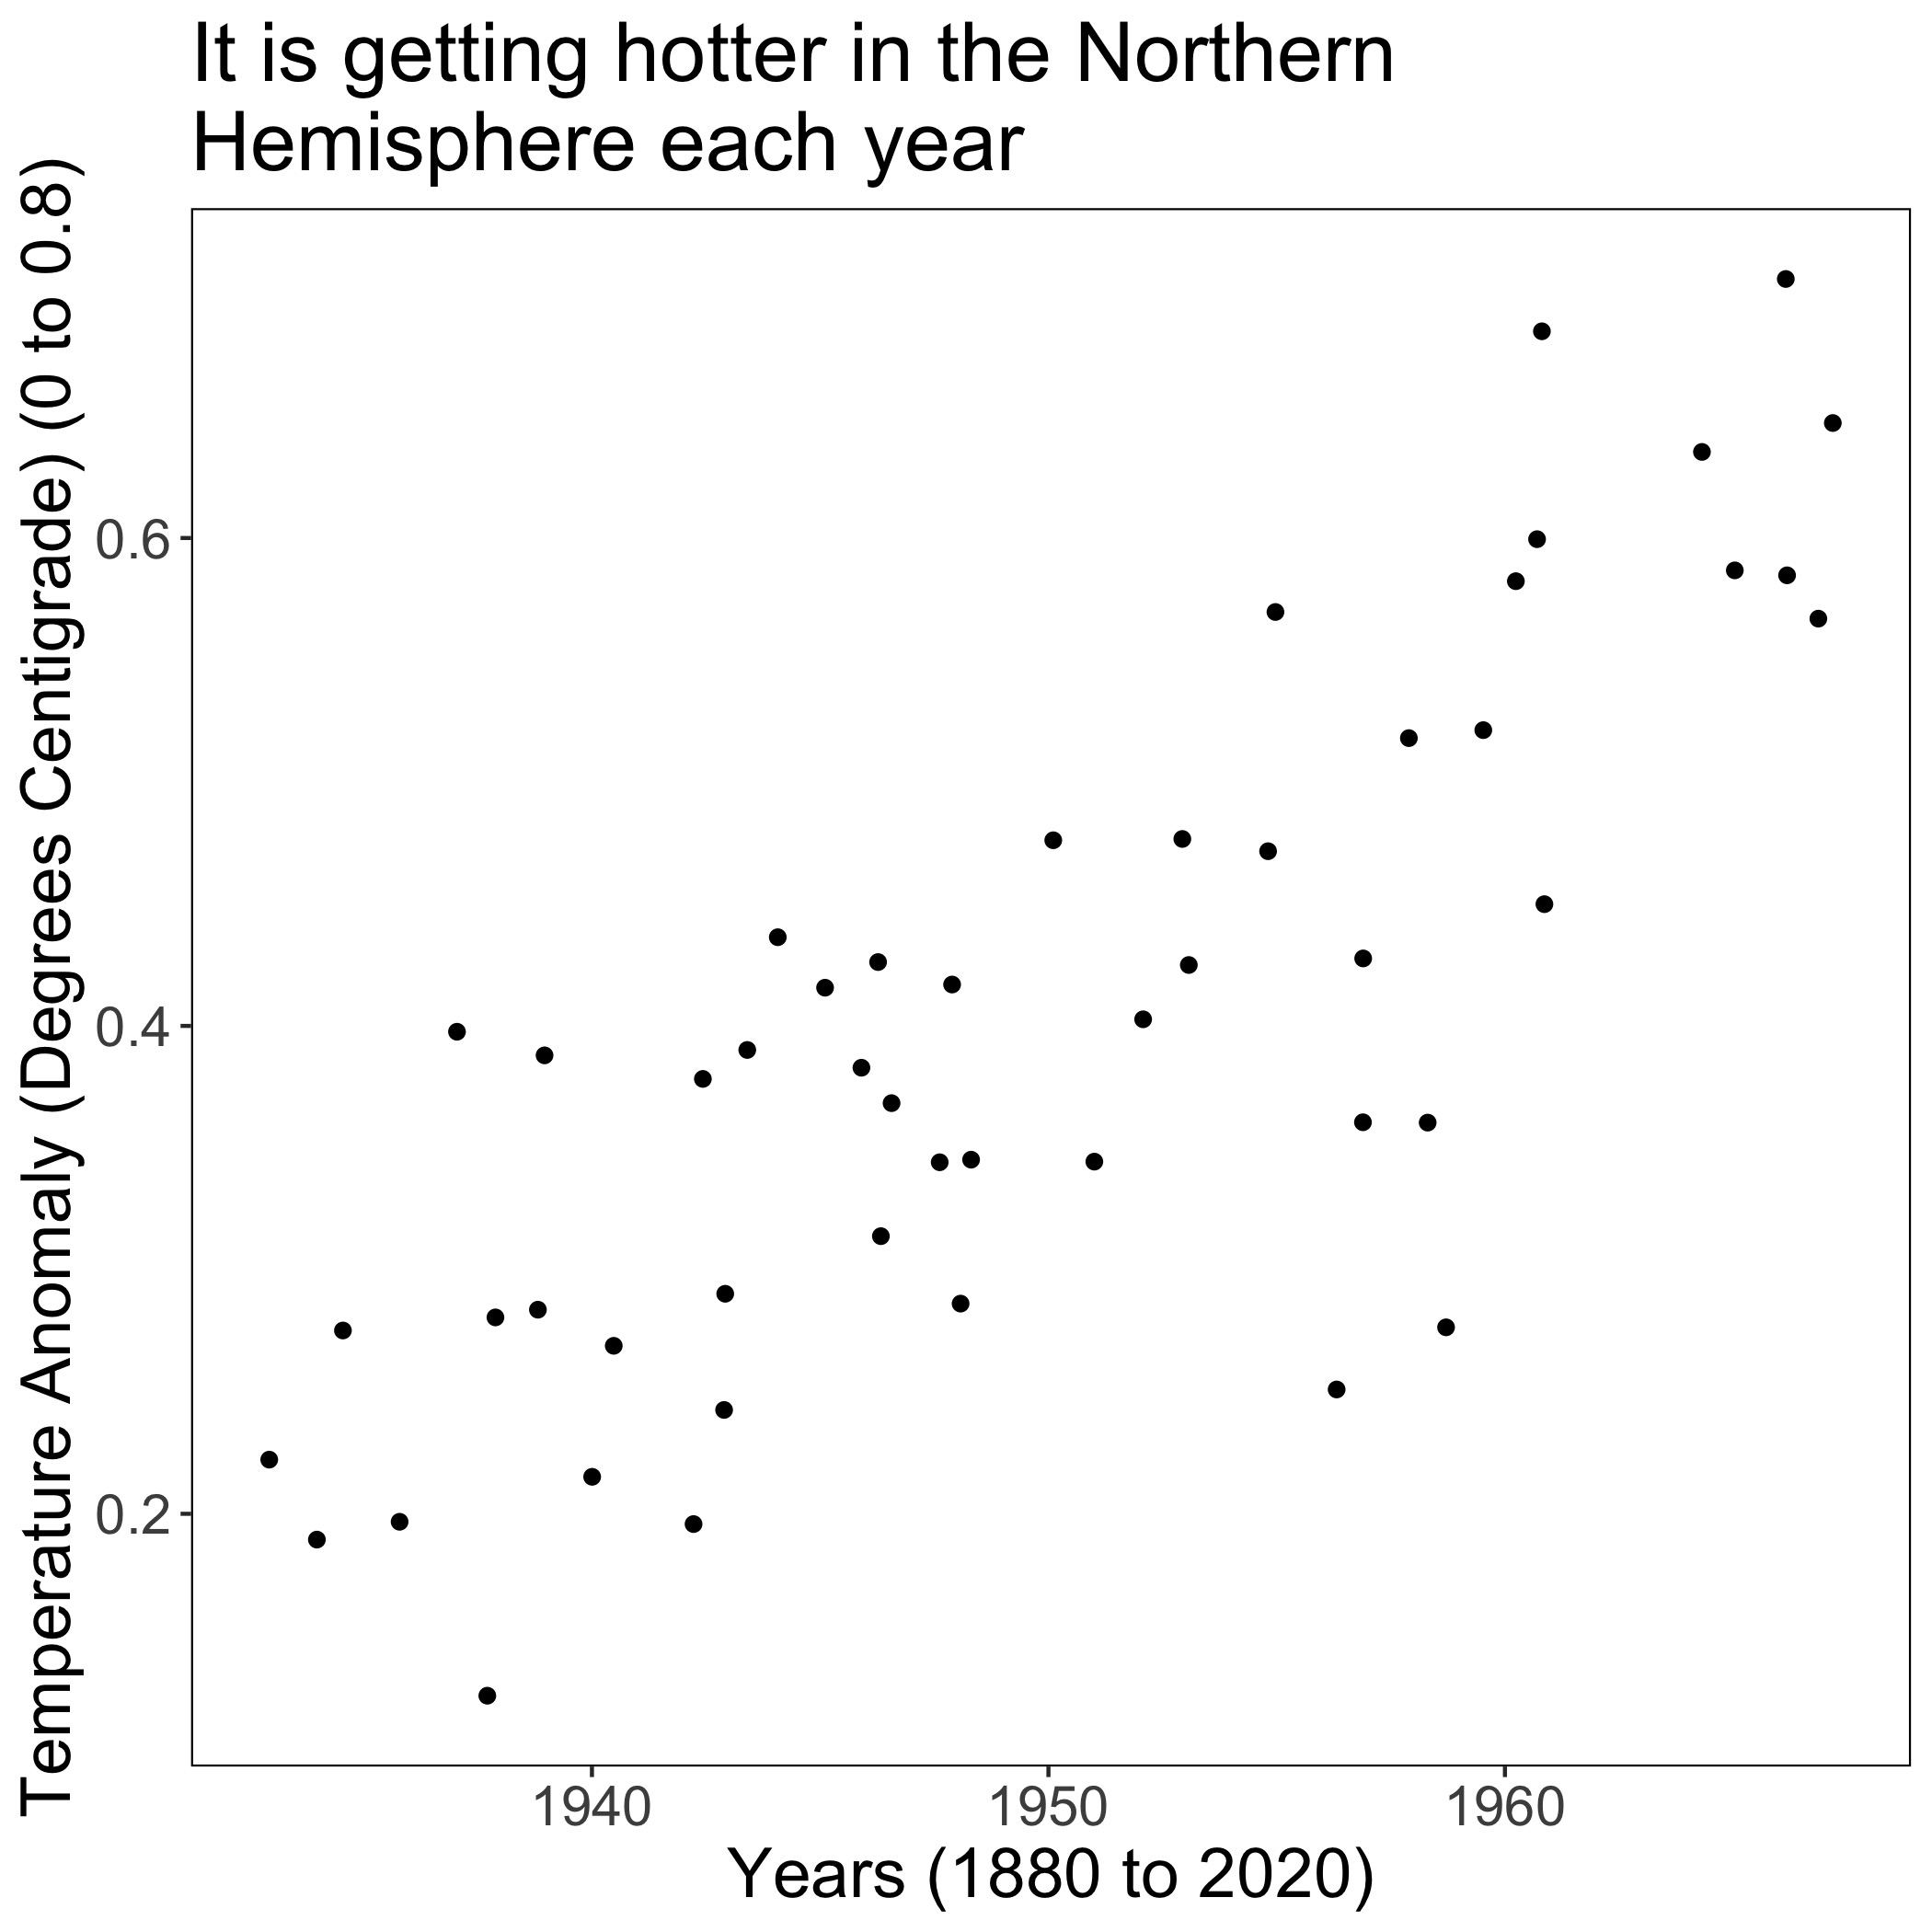 It is getting hotter in the Northern
Hemisphere each year
Temperature Anomaly (Degrees Centigrade) (0 to 0.8)
0.6
0.4
0.2
1940 1950 1960
Years (1880 to 2020)